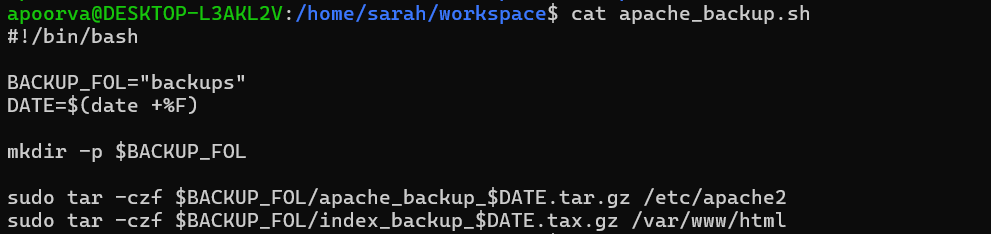 apoorva@DESKTOP-L3AKL2V:/home/sarah/workspace$ cat apache_backup.sh
#!/bin/bash
BACKUP_FOL="backups"
DATE=$(date +%F)
mkdir -p $BACKUP_FOL
sudo tar -czf $BACKUP_FOL/apache_backup_$DATE.tar.gz /etc/apache2
sudo tar -czf $BACKUP_FOL/index_backup_$DATE.tax.gz /var/www/html